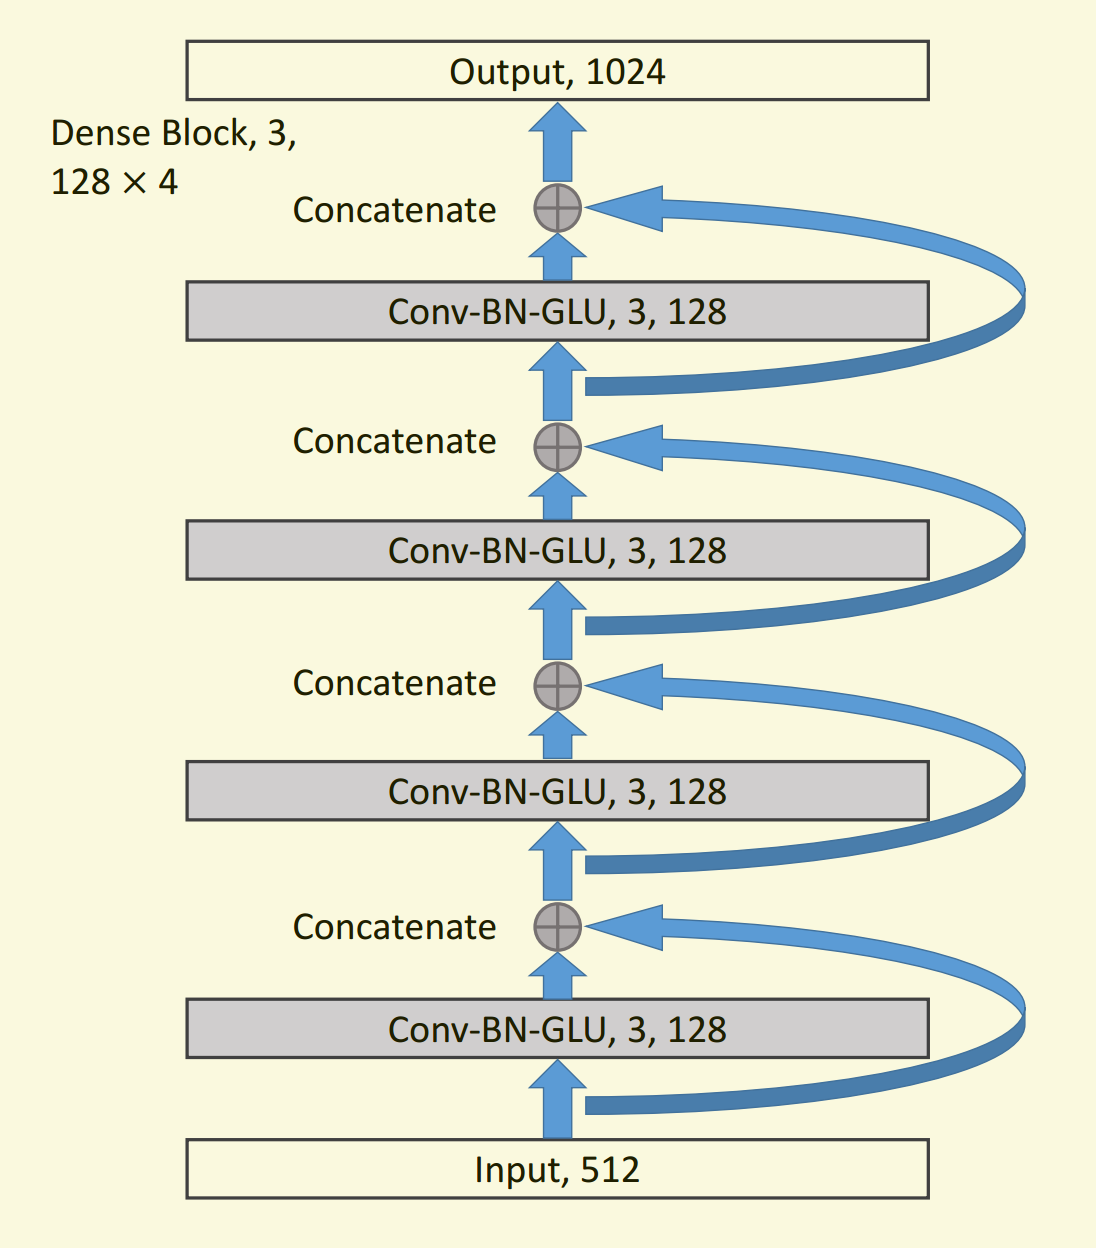 Output, 1024
Dense Block, 3,
128 × 4
Concatenate
Conv-BN-GLU, 3, 128
Concatenate
Conv-BN-GLU, 3, 128
Concatenate
Conv-BN-GLU, 3, 128
Concatenate
Conv-BN-GLU, 3, 128
Input, 512